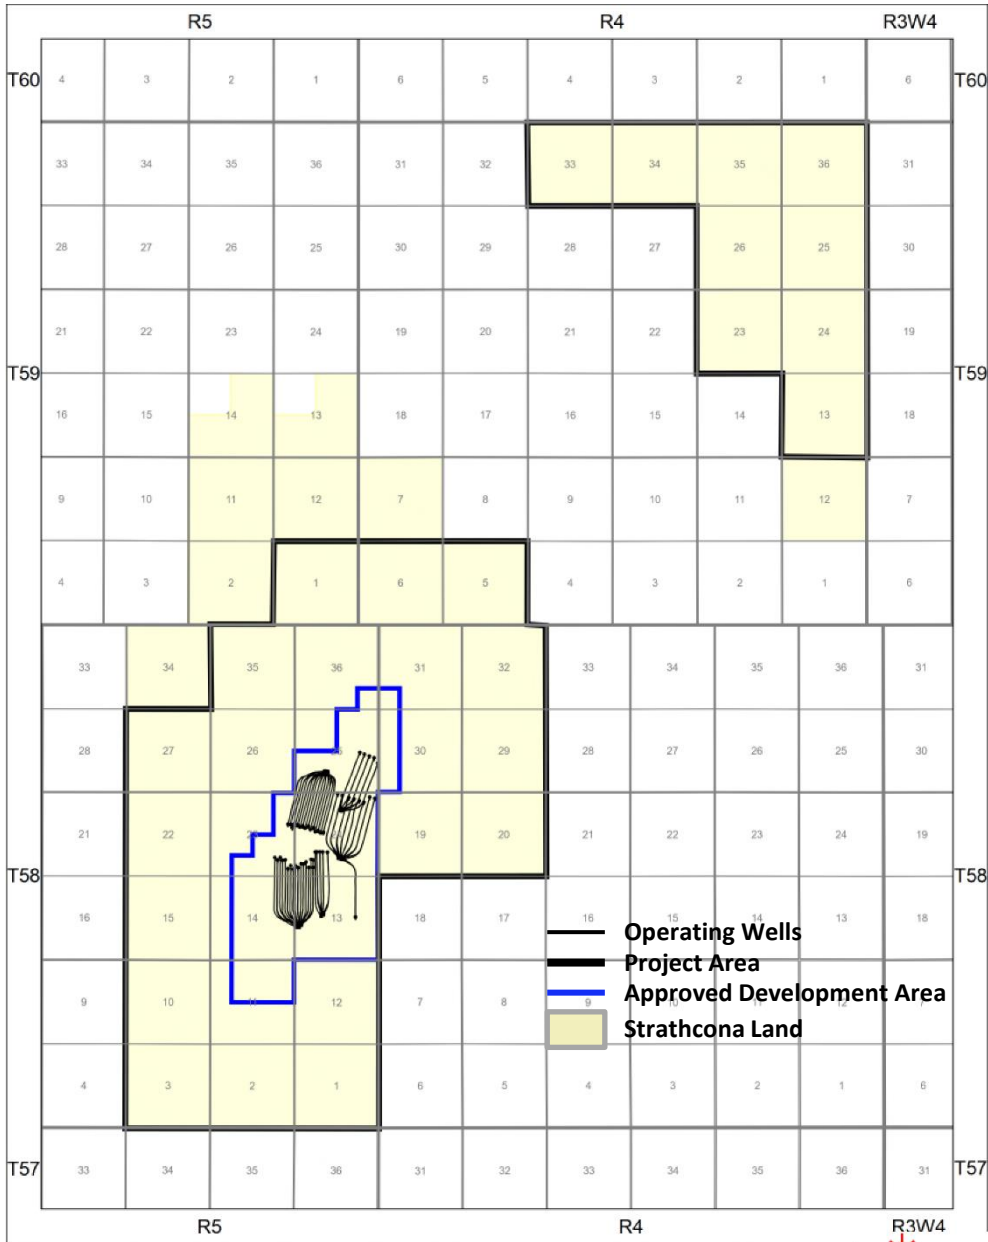 R5 R4 R3W4
T60 4 3 2 1 6 5 4 3 2 1 6 T60
33 34 35 36 31 32 33 34 35 36 31
28 27 26 25 30 29 28 27 26 25 30
21 22 23 24 19 20 21 22 23 24 19
T59 T59
16 15 14 13 18 17 16 15 14 13 18
9 10 11 12 7 8 9 10 11 12 7
4 3 2 1 6 5 4 3 2 1 6
33 34 35 36 31 32 33 34 35 36 31
28 27 26 30 29 28 27 26 25 30
21 22 19 20 21 22 23 24 19
T58 T58
16 15 14 13 18 17 16 15 14 13 18
Operating Wells
Project Area
9 10 11 12 7 8 9 10 12
Approved Development Area
Strathcona Land
4 3 2 1 6 5 4 3 2 1 6
T57 33 34 35 36 31 32 33 34 35 36 31 T57
R5 R4 R3W4